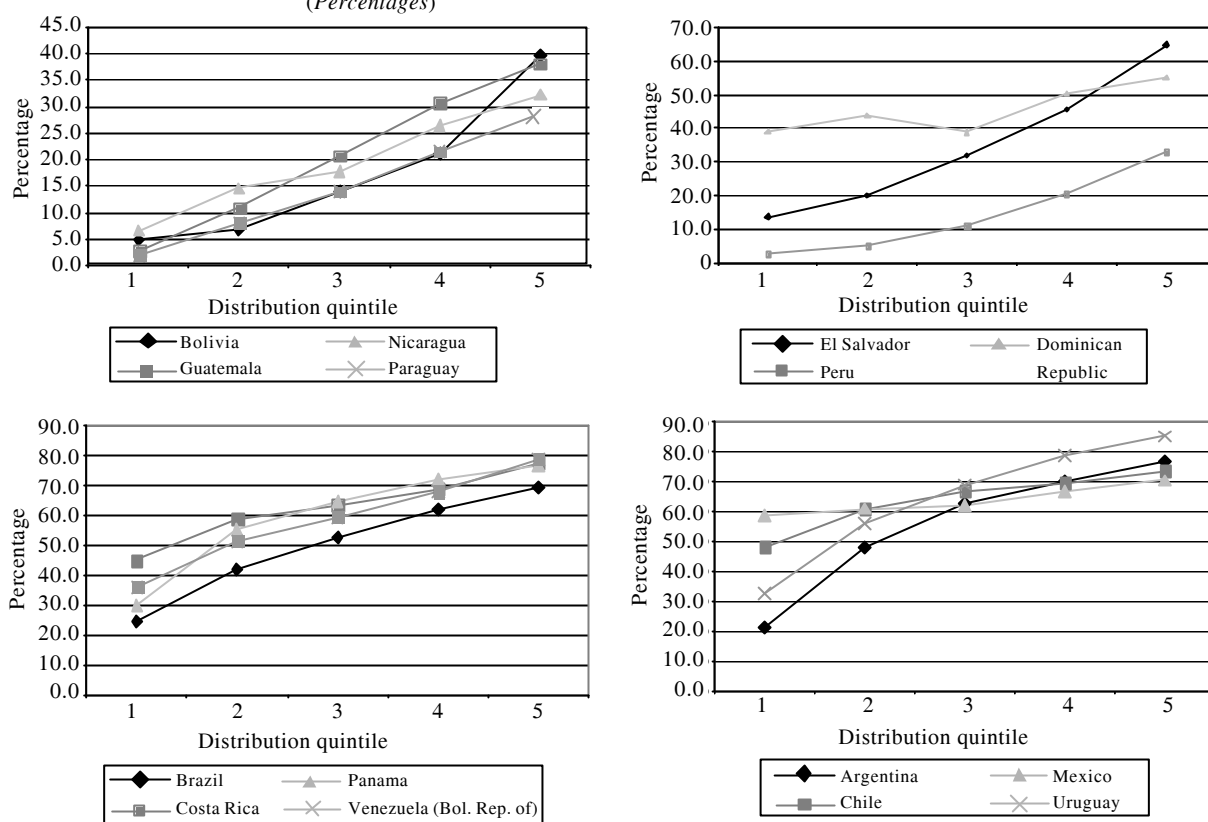 (Percentages)
45.0
40.0
35.0
30.0
25.0
20.0
15.0
10.0
5.0
0.0
Percentage
1 2 3 4 5
Distribution quintile
Bolivia Nicaragua
Guatemala Paraguay
70.0
60.0
50.0
40.0
30.0
20.0
10.0
0
Percentage
1 2 3 4 5
Distribution quintile
El Salvador Dominican
Peru Republic
90.0
80.0
70.0
60.0
50.0
40.0
30.0
20.0
10.0
0.0
Percentage
1 2 3 4 5
Distribution quintile
Brazil Panama
Costa Rica Venezuela (Bol. Rep. of)
90.0
80.0
70.0
60.0
50.0
40.0
30.0
20.0
10.0
0.0
Percentage
1 2 3 4 5
Distribution quintile
Argentina Mexico
Chile Uruguay